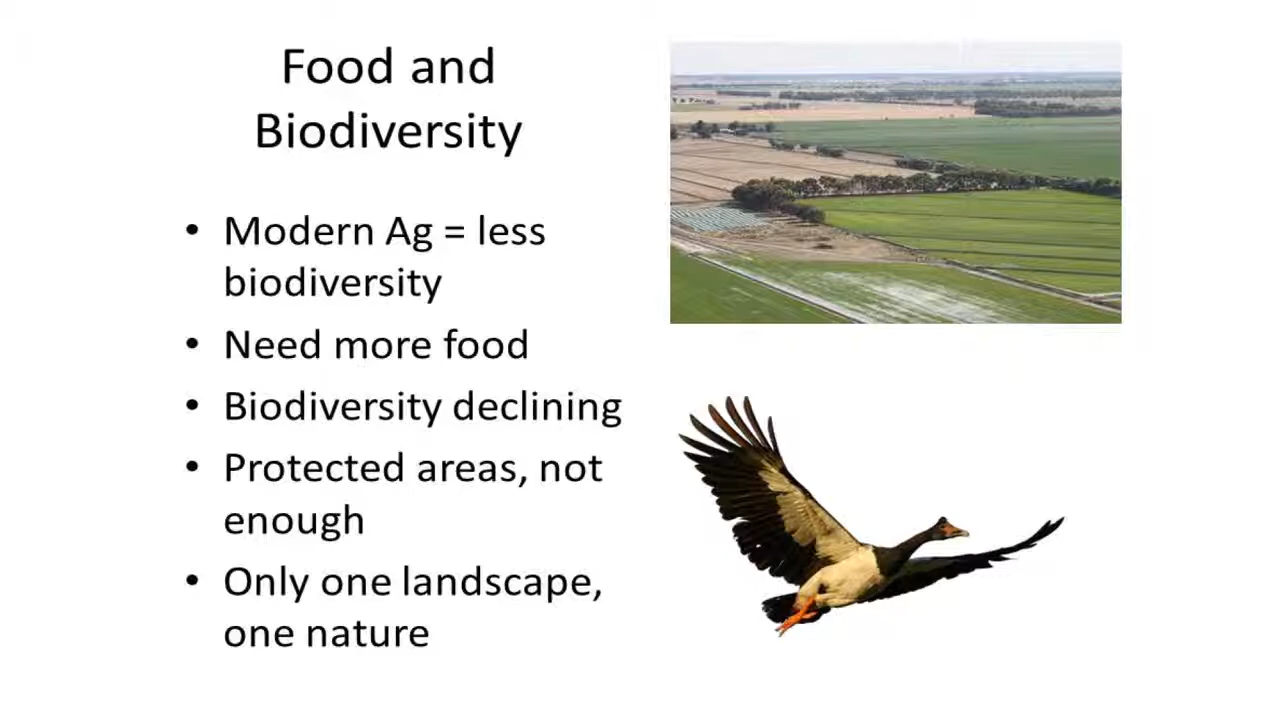 Food and
Biodiversity
• Modern Ag = less
biodiversity
• Need more food
• Biodiversity declining
• Protected areas, not
enough
• Only one landscape,
one nature